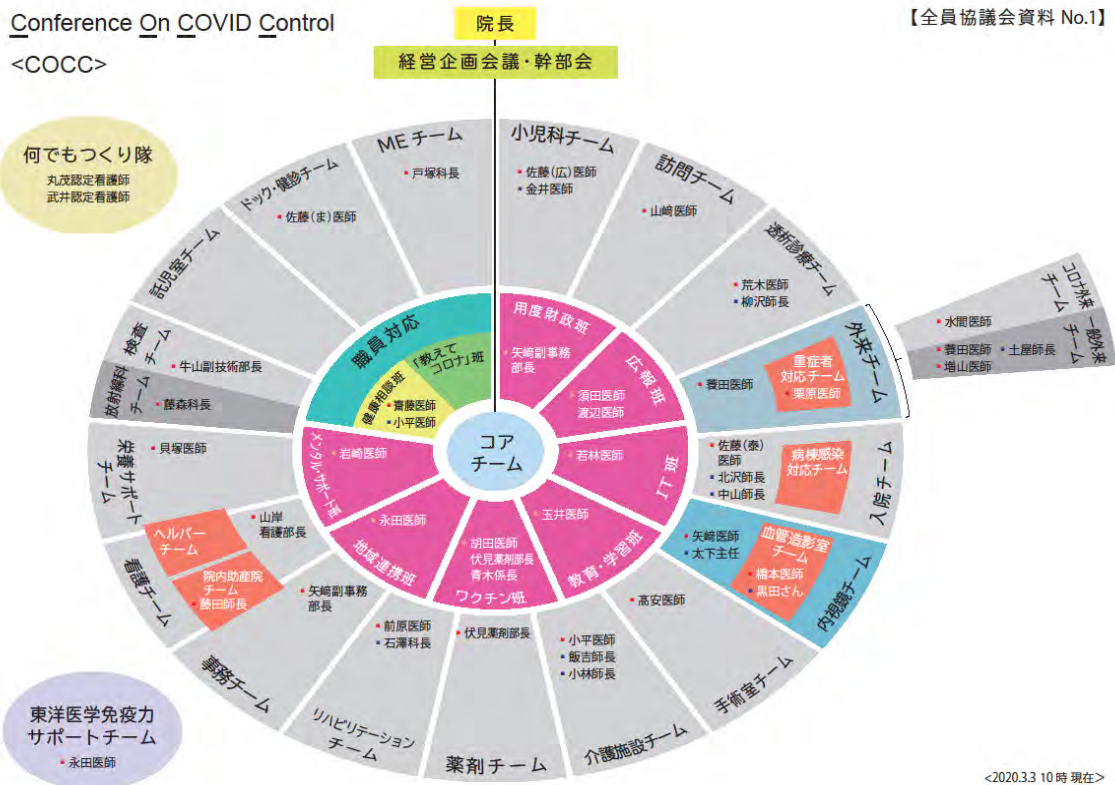 Conference On COVID Control
<COCC>
院長
経営企画会議・幹部会
【全員協議会資料 No.1】
何でもつくり隊
丸茂認定看護師
武井認定看護師
MEチーム
戸塚科長
小児科チーム
佐藤(広)医師
金井医師
訪問チーム
山﨑医師
透析診療チーム
荒木医師
柳沢師長
外来チーム
蓑田医師
重症者
対応チーム
栗原医師
コロナ外来
チーム
水間医師
一般外来
チーム
蓑田医師
土屋師長
増山医師
入院チーム
佐藤(泰)
医師
北沢師長
中山師長
病棟感染
対応チーム
内視鏡チーム
矢﨑医師
太下主任
血管造影室
チーム
橋本医師
黒田さん
手術室チーム
髙安医師
介護施設チーム
小平医師
飯吉師長
小林師長
薬剤チーム
伏見薬剤部長
リハビリテーション
チーム
前原医師
石澤科長
事務チーム
矢﨑副事務
部長
看護チーム
山岸
看護部長
ヘルパー
チーム
院内助産院
チーム
藤田師長
栄養サポート
チーム
貝塚医師
放射線科
チーム
藤森科長
検査
チーム
牛山副技術部長
託児室チーム
ドック・健診チーム
佐藤(ま)医師
職員対応
「教えて
コロナ」班
健康相談班
齋藤医師
小平医師
用度財政班
矢﨑副事務
部長
広報班
須田医師
渡辺医師
IT班
若林医師
教育・学習班
玉井医師
ワクチン班
胡田医師
伏見薬剤部長
青木係長
地域連携班
永田医師
メンタルサポート班
岩崎医師
コア
チーム
東洋医学免疫力
サポートチーム
永田医師
<2020.3.3 10時 現在>